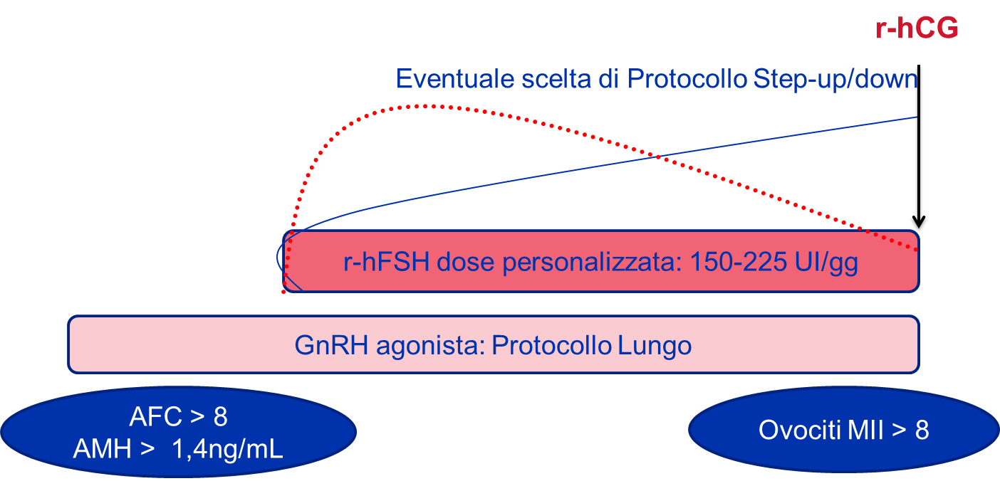 r-hCG
Eventuale scelta di Protocollo Step-up/down
r-hFSH dose personalizzata: 150-225 UI/gg
GnRH agonista: Protocollo Lungo
AFC > 8
AMH >  1,4ng/mL
Ovociti MII > 8